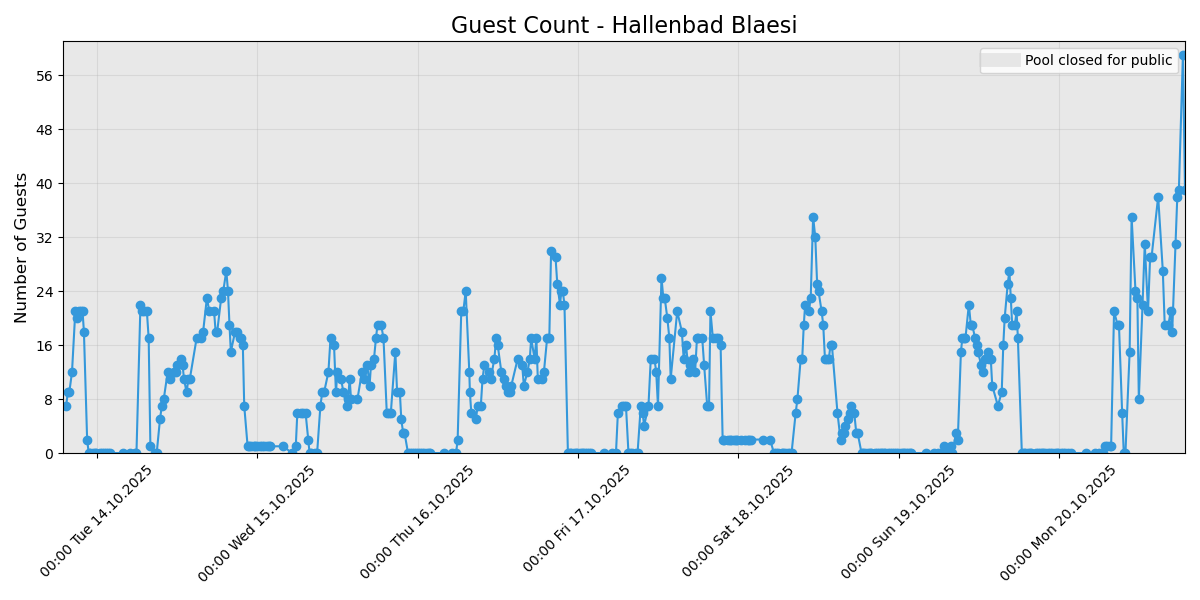 Guest Count - Hallenbad Blaesi
Pool closed for public
Number of Guests
56
48
40
32
24
16
8
0
00:00 Tue 14.10.2025
00:00 Wed 15.10.2025
00:00 Thu 16.10.2025
00:00 Fri 17.10.2025
00:00 Sat 18.10.2025
00:00 Sun 19.10.2025
00:00 Mon 20.10.2025